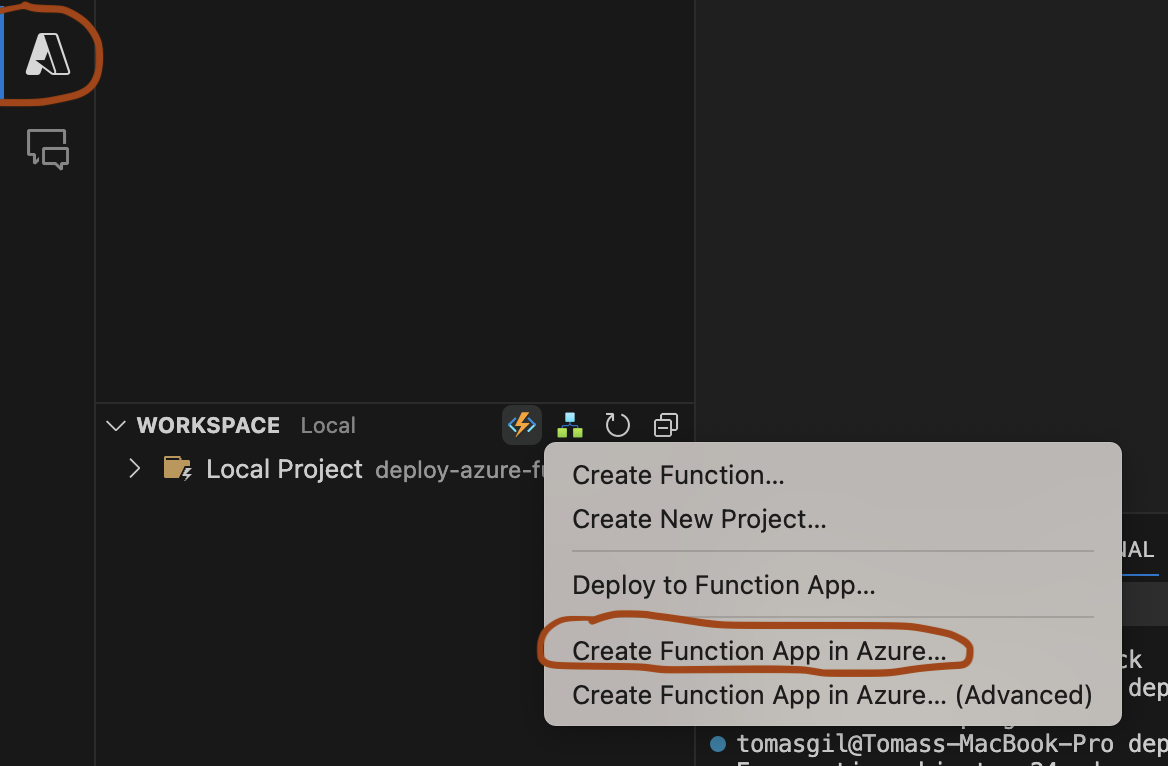 WORKSPACE Local
Local Project deploy-azure-fu
Create Function...
Create New Project...
Deploy to Function App...
Create Function App in Azure...
Create Function App in Azure... (Advanced)
NAL
ck
dep
tomasgil@Tomass-MacBook-Pro dep